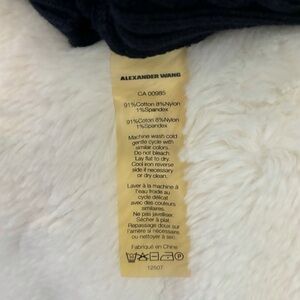 ALEXANDER WANG
CA 00985
91%Cotton 8%Nylon
1%Spandex
91%Coton 8%Nylon
1%Spandex
Machine wash cold
gentle cycle with
similar colors.
Do not bleach.
Lay flat to dry.
Cool iron reverse
side if necessary
or dry clean.
Laver à la machine à
l'eau froide au
cycle délicat
avec des couleurs
similaires.
Ne pas javelliser.
Sécher à plat.
Repassage doux sur
l'arrière si nécessaires
ou nettoyer à sec.
Fabriqué en Chine
12507